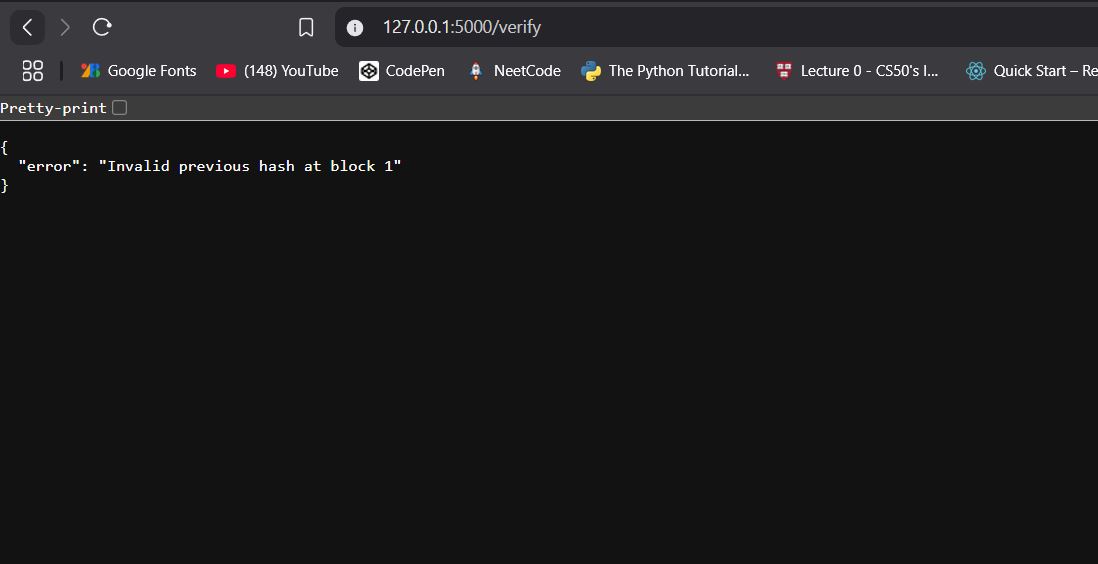 127.0.0.1:5000/verify
Google Fonts (148) YouTube CodePen NeetCode The Python Tutorial... Lecture 0 - CS50's I... Quick Start – Re
Pretty-print
{
"error": "Invalid previous hash at block 1"
}